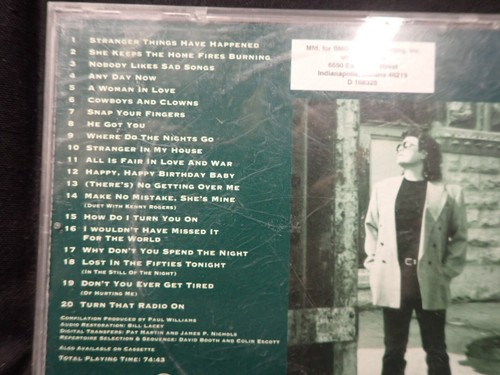 1 Stranger Things Have Happened
2 She Keeps The Home Fires Burning
3 Nobody Likes Sad Songs
4 Any Day Now
5 A Woman In Love
6 Cowboys And Clowns
7 Snap Your Fingers
8 He Got You
9 Where Do The Nights Go
10 Stranger In My House
11 All Is Fair In Love And War
12 Happy, Happy Birthday Baby
13 (There's) No Getting Over Me
14 Make No Mistake, She's Mine
(Duet With Kenny Rogers)
15 How Do I Turn You On
16 I Wouldn't Have Missed It
For The World
17 Why Don't You Spend The Night
18 Lost In The Fifties Tonight
(In The Still Of The Night)
19 Don't You Ever Get Tired
(Of Hurting Me)
20 Turn That Radio On
Compilation Produced by Paul Williams
Audio Restoration: Bill Lacey
Digital Transfers: Pat Martin and James P. Nichols
Repertoire Selection & Sequence: David Booth and Colin Escott
Also Available on Cassette
Total Playing Time: 74:43
Mfd. by Inc.
Indianapolis, 46219